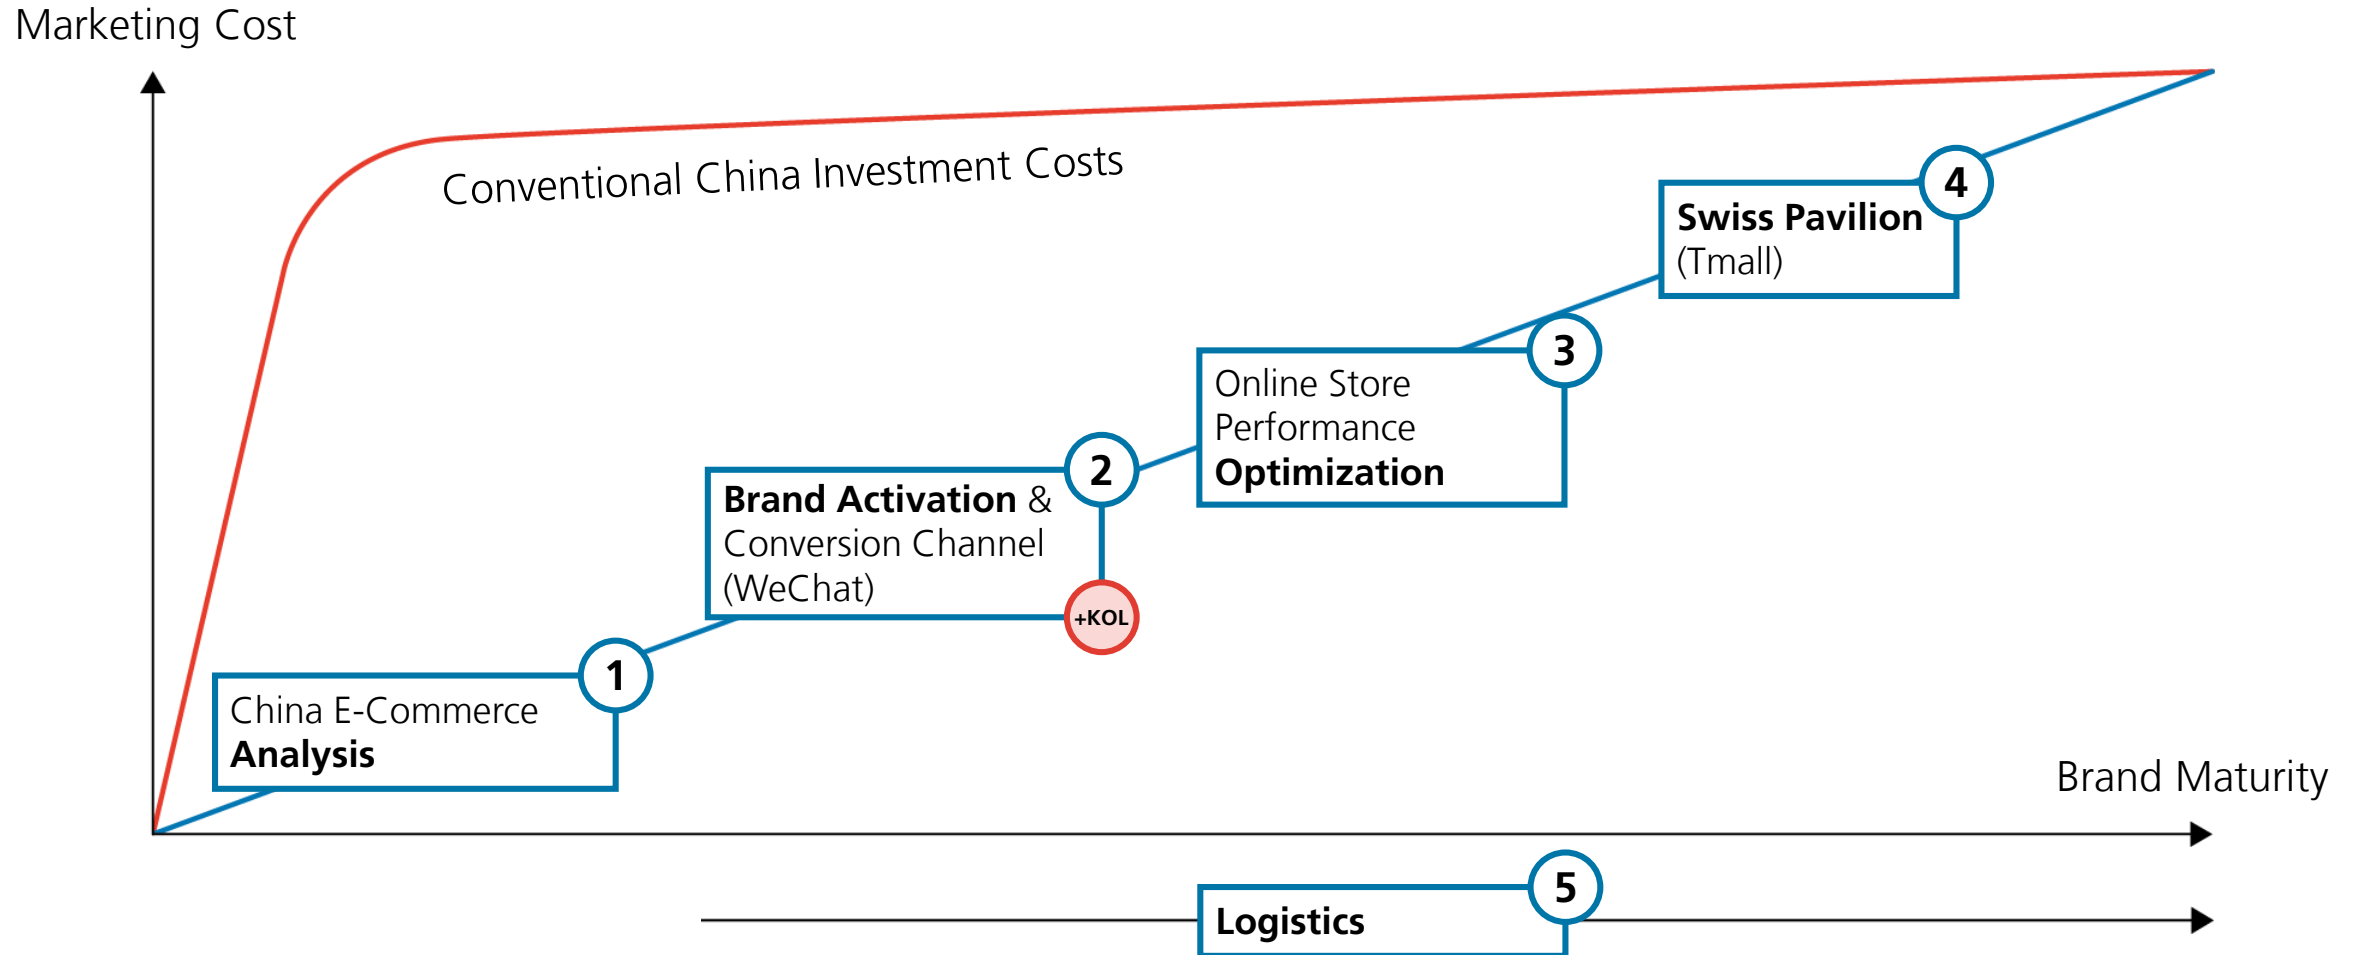 Marketing Cost
Conventional China Investment Costs
4
Swiss Pavilion
(Tmall)
3
Online Store
Performance
Optimization
2
Brand Activation &
Conversion Channel
(WeChat)
+KOL
1
China E-Commerce
Analysis
Brand Maturity
5
Logistics